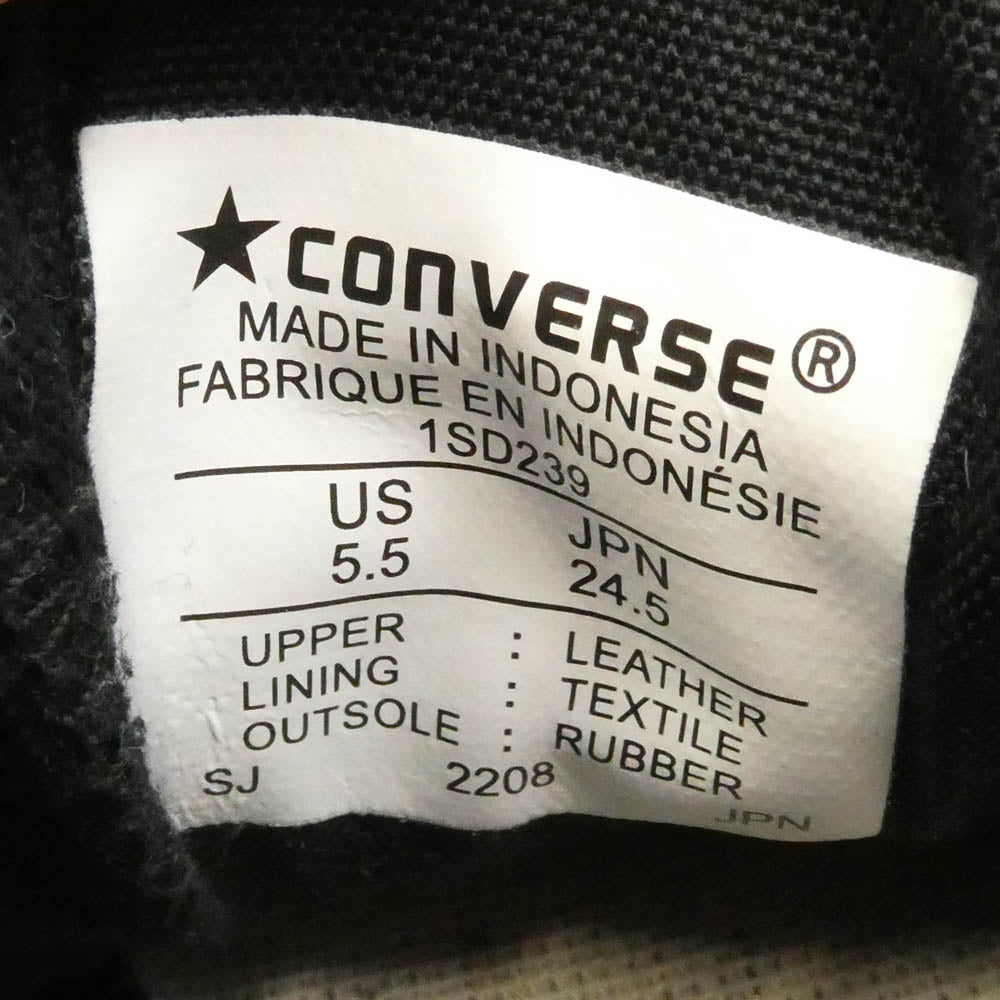 ★CONVERSE®
MADE IN INDONESIA
FABRIQUE EN INDONÉSIE
1SD239
US JPN
5.5 24.5
UPPER : LEATHER
LINING : TEXTILE
OUTSOLE : RUBBER
SJ 2208 JPN